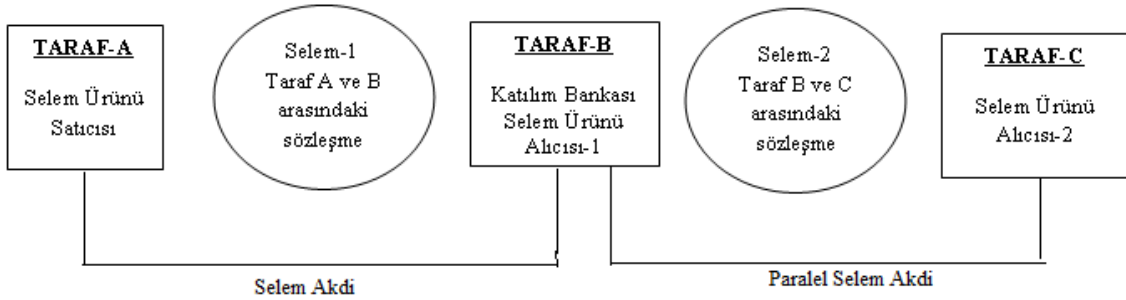 TARAF-A
Selem Ürünü
Satıcısı
Selem-1
Taraf A ve B
arasındaki
sözleşme
TARAF-B
Katılım Bankası
Selem Ürünü
Alıcısı-1
Selem-2
Taraf B ve C
arasındaki
sözleşme
TARAF-C
Selem Ürünü
Alıcısı-2
Selem Akdi
Paralel Selem Akdi